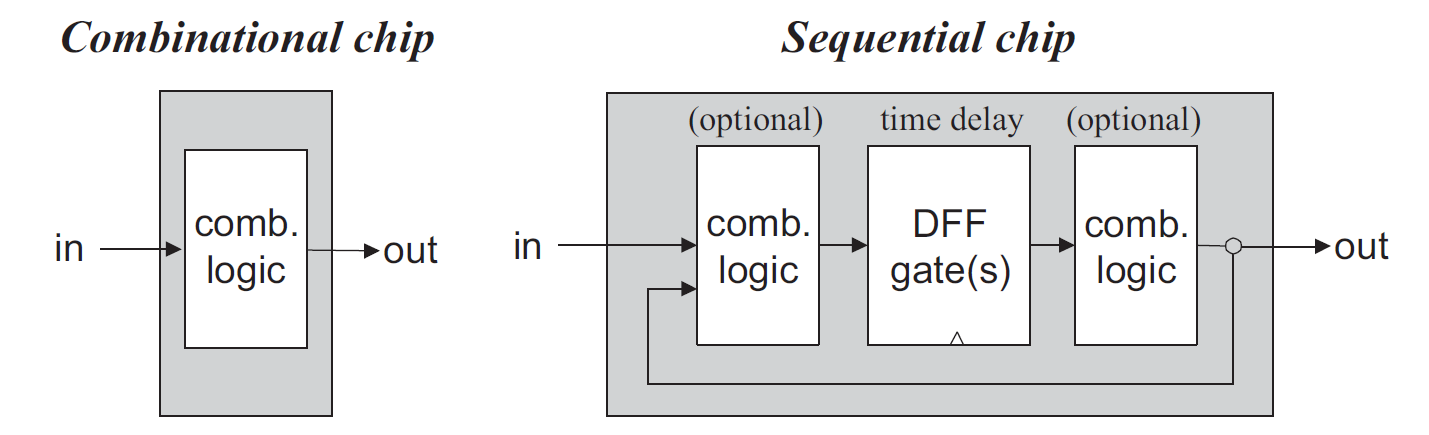 Combinational chip
in
comb.
logic
out
Sequential chip
(optional)
time delay
(optional)
in
comb.
logic
DFF
gate(s)
comb.
logic
out